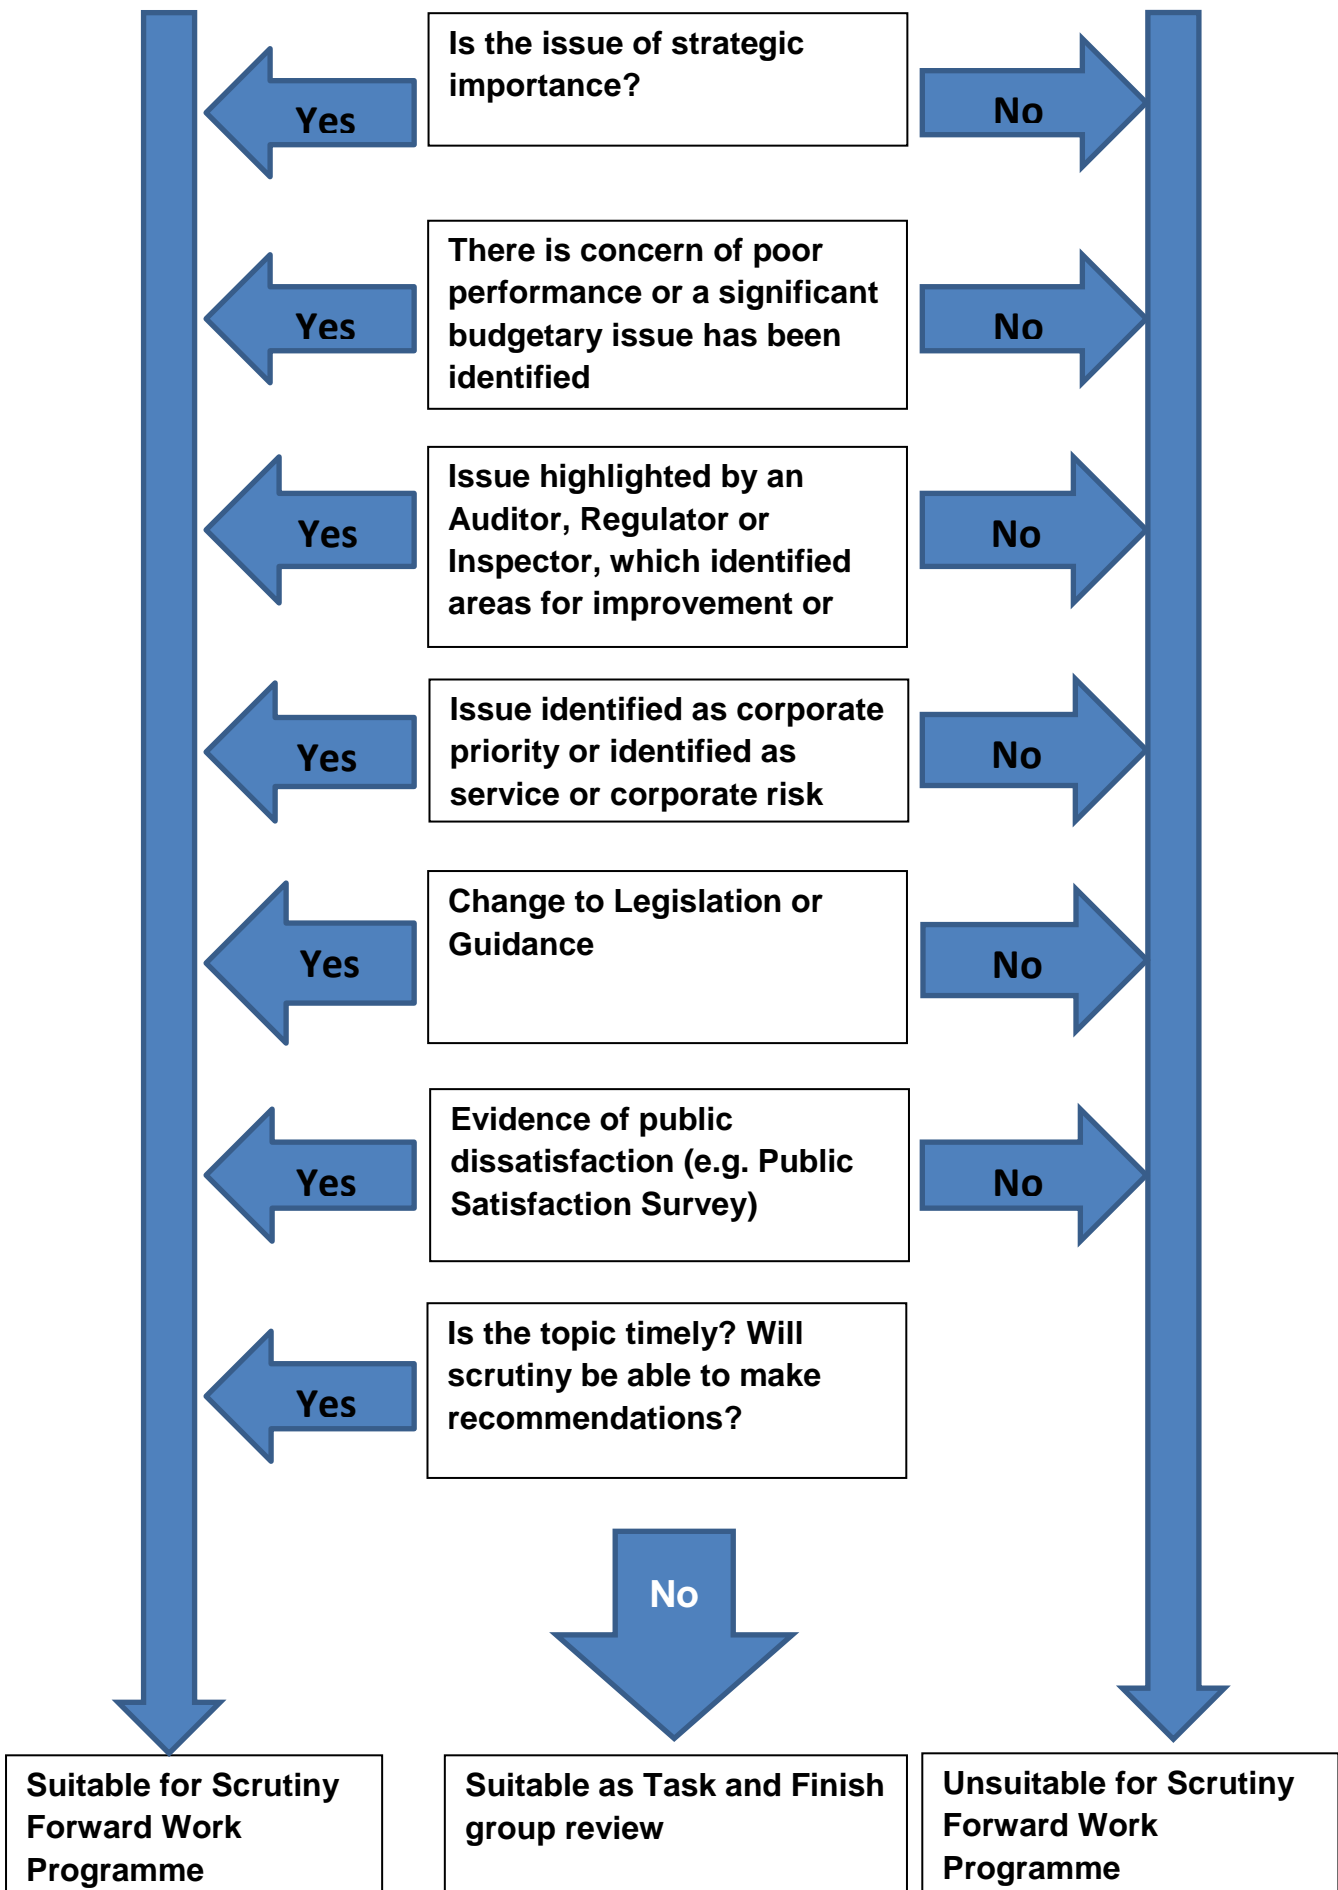 Is the issue of strategic
importance?
Yes
No
There is concern of poor
performance or a significant
budgetary issue has been
identified
Yes
No
Issue highlighted by an
Auditor, Regulator or
Inspector, which identified
areas for improvement or
Yes
No
Issue identified as corporate
priority or identified as
service or corporate risk
Yes
No
Change to Legislation or
Guidance
Yes
No
Evidence of public
dissatisfaction (e.g. Public
Satisfaction Survey)
Yes
No
Is the topic timely? Will
scrutiny be able to make
recommendations?
Yes
No
Suitable for Scrutiny
Forward Work
Programme
Suitable as Task and Finish
group review
Unsuitable for Scrutiny
Forward Work
Programme